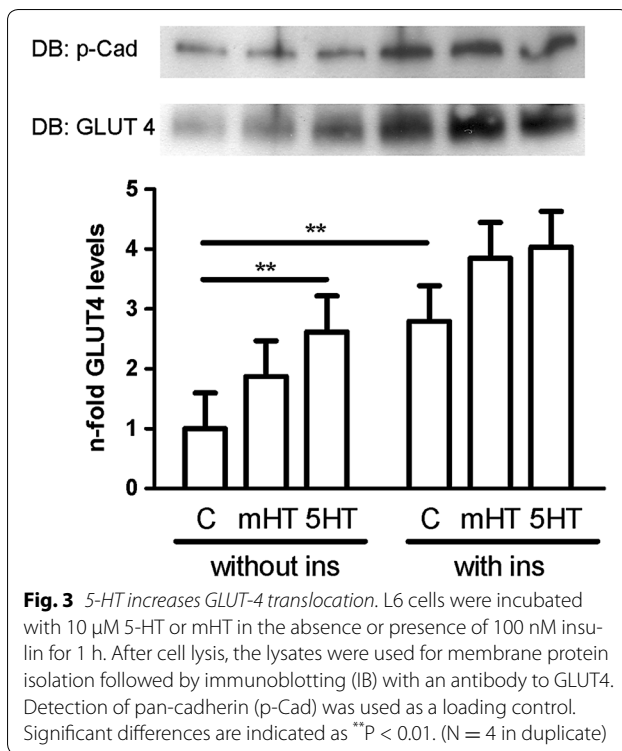 DB: p-Cad
DB: GLUT 4
n-fold GLUT4 levels
5
4
3
2
1
0
**
**
C mHT 5HT C mHT 5HT
without ins with ins
Fig. 3 5-HT increases GLUT-4 translocation. L6 cells were incubated
with 10 µM 5-HT or mHT in the absence or presence of 100 nM insu-
lin for 1 h. After cell lysis, the lysates were used for membrane protein
isolation followed by immunoblotting (IB) with an antibody to GLUT4.
Detection of pan-cadherin (p-Cad) was used as a loading control.
Significant differences are indicated as **P < 0.01. (N = 4 in duplicate)